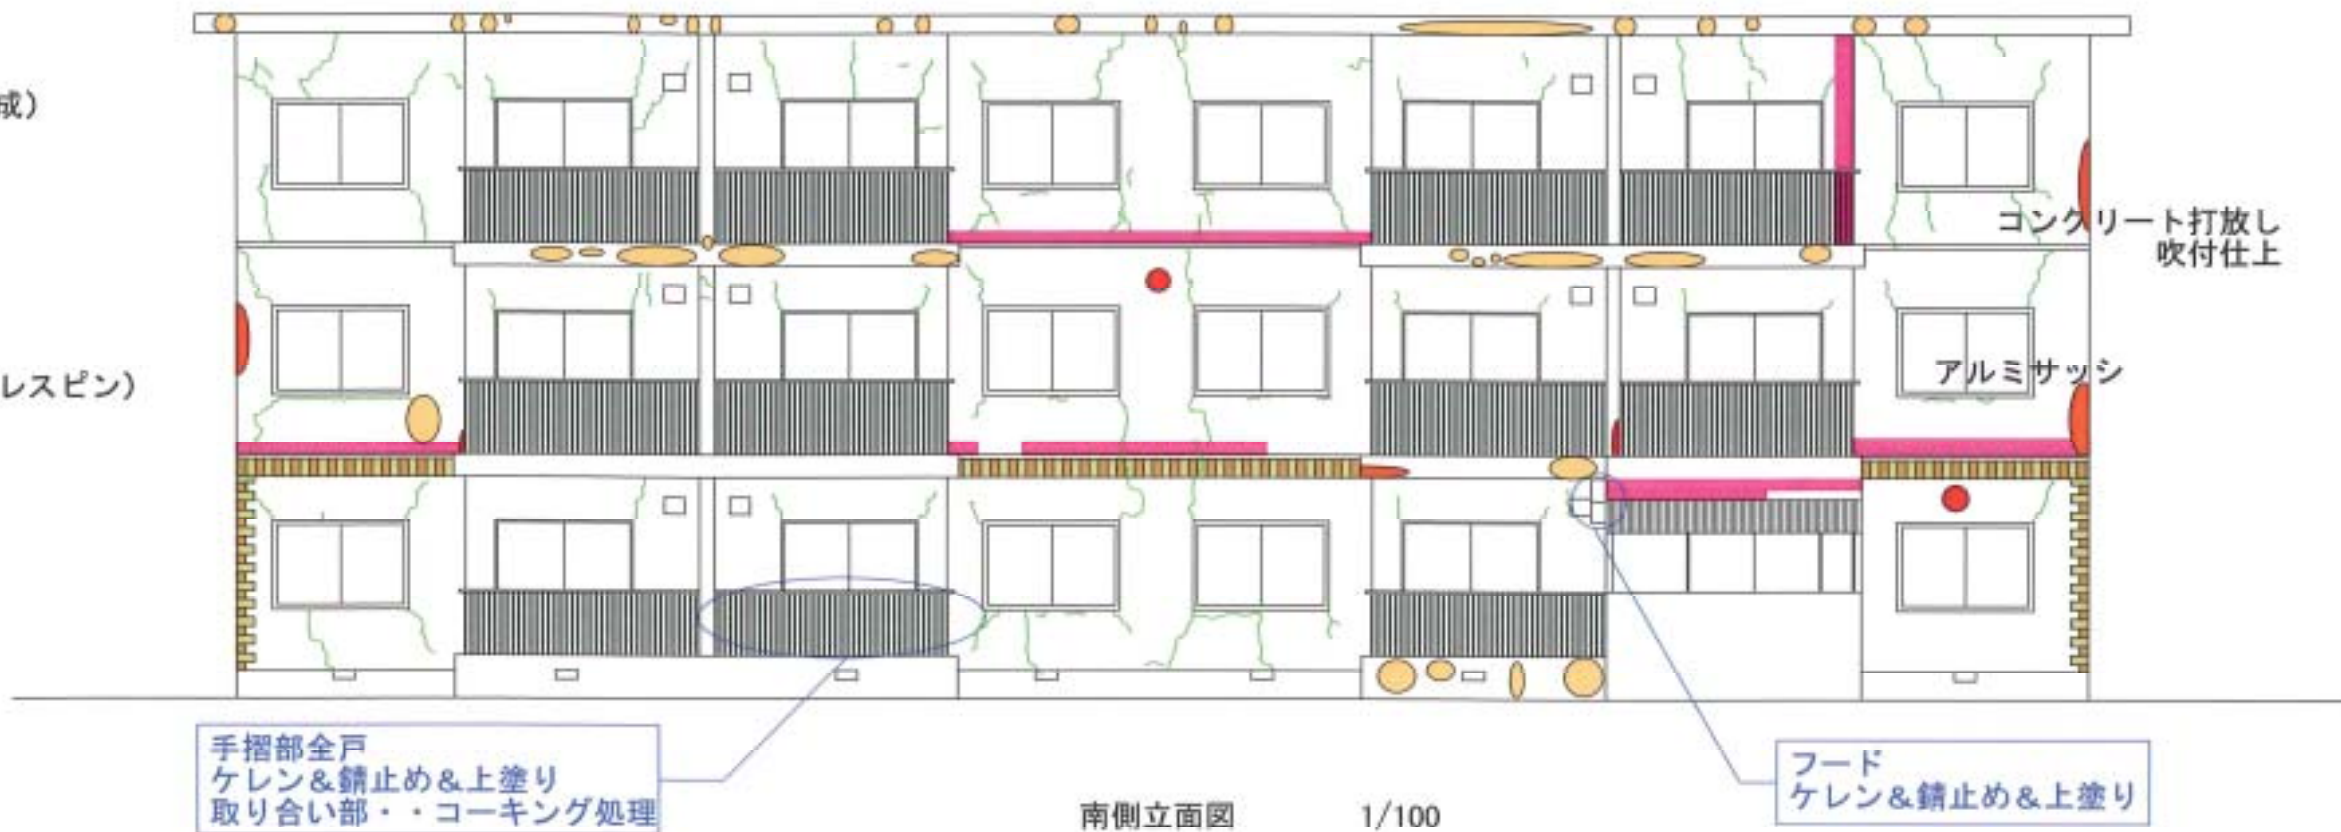 成)
コンクリート打放し
吹付仕上
レスピン)
アルミサッシ
手摺部全戸
ケレン&錆止め&上塗り
取り合い部・・コーキング処理
フード
ケレン&錆止め&上塗り
南側立面図 1/100